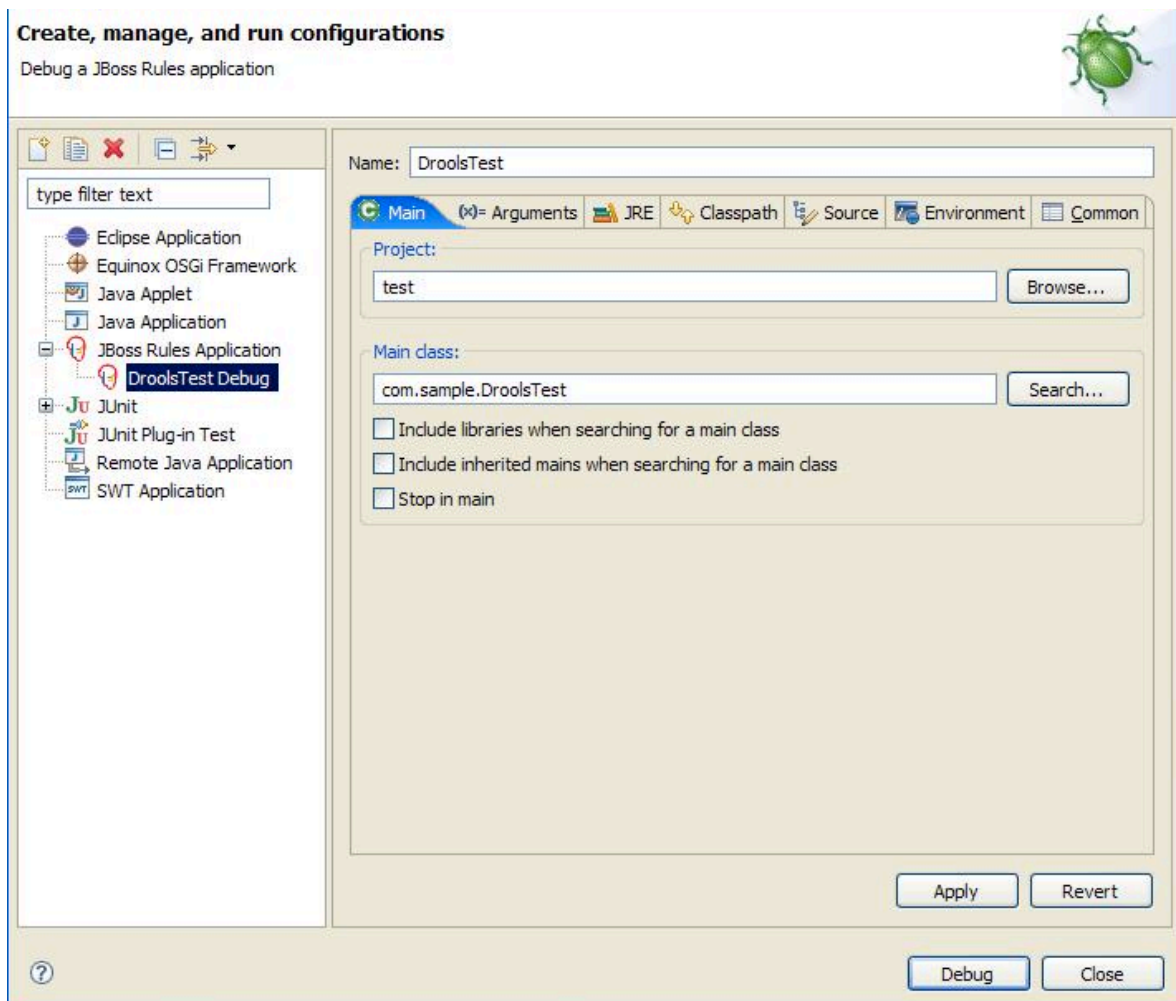 Create, manage, and run configurations
Debug a JBoss Rules application
type filter text
Eclipse Application
Equinox OSGi Framework
Java Applet
Java Application
JBoss Rules Application
DroolsTest Debug
Ju JUnit
JUnit Plug-in Test
Remote Java Application
SWT Application
Name: DroolsTest
Main (x)= Arguments JRE Classpath Source Environment Common
Project:
test Browse...
Main class:
com.sample.DroolsTest Search...
Include libraries when searching for a main class
Include inherited mains when searching for a main class
Stop in main
Apply Revert
? Debug Close